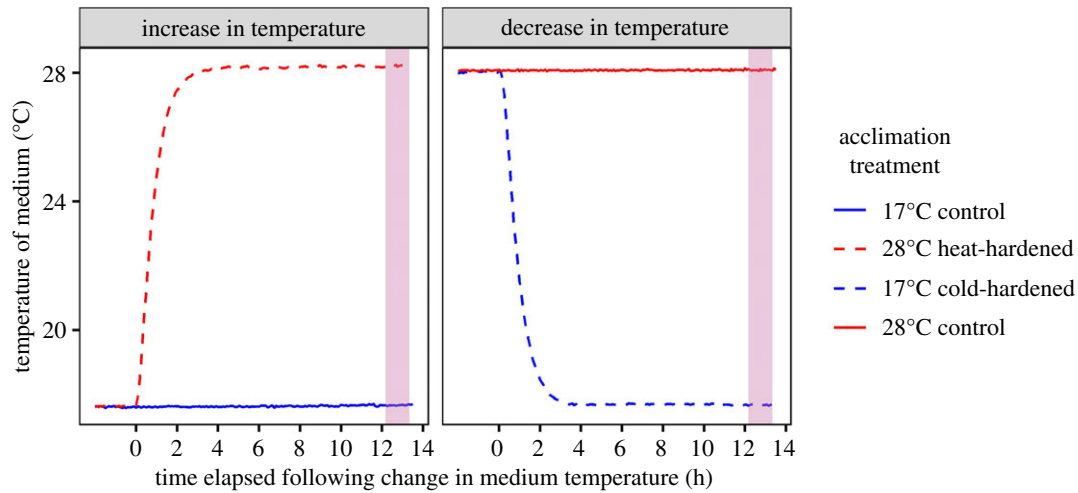 increase in temperature
decrease in temperature
temperature of medium (°C)
28
24
20
0 2 4 6 8 10 12 14
0 2 4 6 8 10 12 14
time elapsed following change in medium temperature (h)
acclimation
treatment
17°C control
28°C heat-hardened
17°C cold-hardened
28°C control